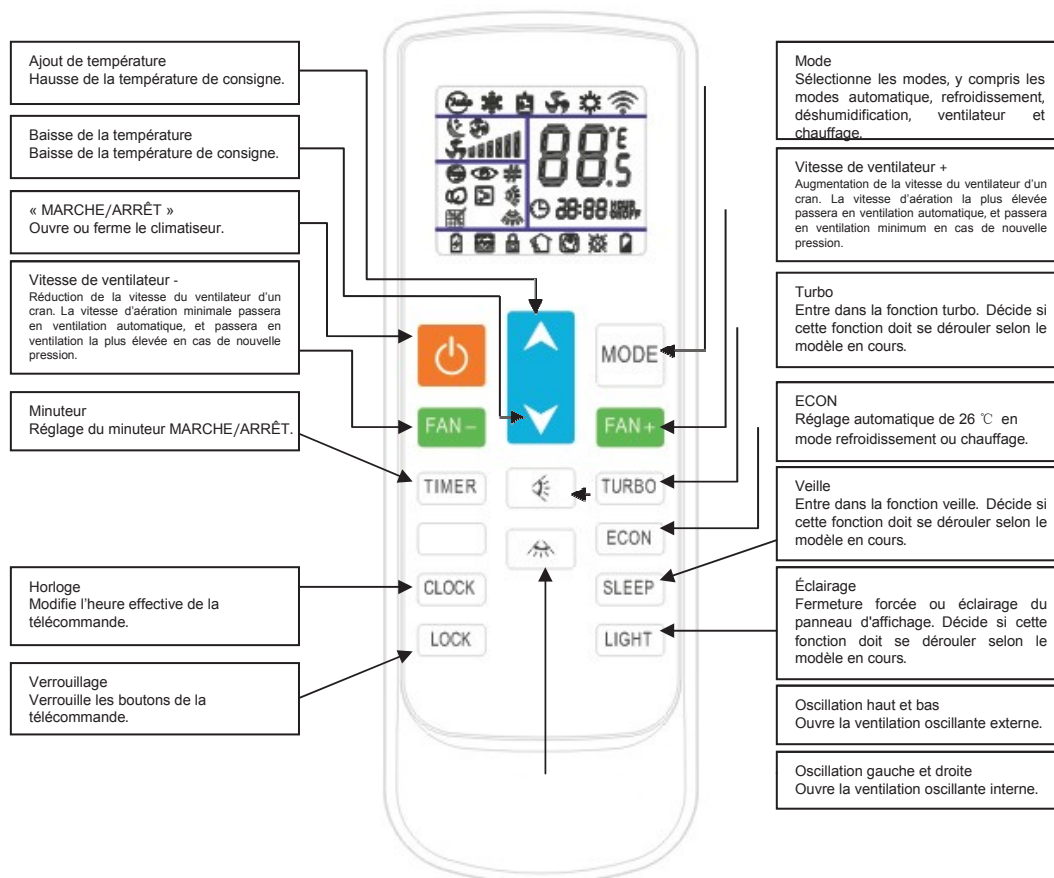 Ajout de température
Hausse de la température de consigne.
Baisse de la température
Baisse de la température de consigne.
« MARCHE/ARRÊT »
Ouvre ou ferme le climatiseur.
Vitesse de ventilateur -
Réduction de la vitesse du ventilateur d'un
cran. La vitesse d'aération minimale passera
en ventilation automatique, et passera en
ventilation la plus élevée en cas de nouvelle
pression.
Minuteur
Réglage du minuteur MARCHE/ARRÊT.
Horloge
Modifie l'heure effective de la
télécommande.
Verrouillage
Verrouille les boutons de la
télécommande.
88.5
88:88
MODE
FAN –
FAN +
TIMER
TURBO
ECON
CLOCK
SLEEP
LOCK
LIGHT
Mode
Sélectionne les modes, y compris les
modes automatique, refroidissement,
déshumidification, ventilateur et
chauffage.
Vitesse de ventilateur +
Augmentation de la vitesse du ventilateur d'un
cran. La vitesse d'aération la plus élevée
passera en ventilation automatique, et passera
en ventilation minimum en cas de nouvelle
pression.
Turbo
Entre dans la fonction turbo. Décide si
cette fonction doit se dérouler selon le
modèle en cours.
ECON
Réglage automatique de 26 ℃ en
mode refroidissement ou chauffage.
Veille
Entre dans la fonction veille. Décide si
cette fonction doit se dérouler selon le
modèle en cours.
Éclairage
Fermeture forcée ou éclairage du
panneau d'affichage. Décide si cette
fonction doit se dérouler selon le
modèle en cours.
Oscillation haut et bas
Ouvre la ventilation oscillante externe.
Oscillation gauche et droite
Ouvre la ventilation oscillante interne.